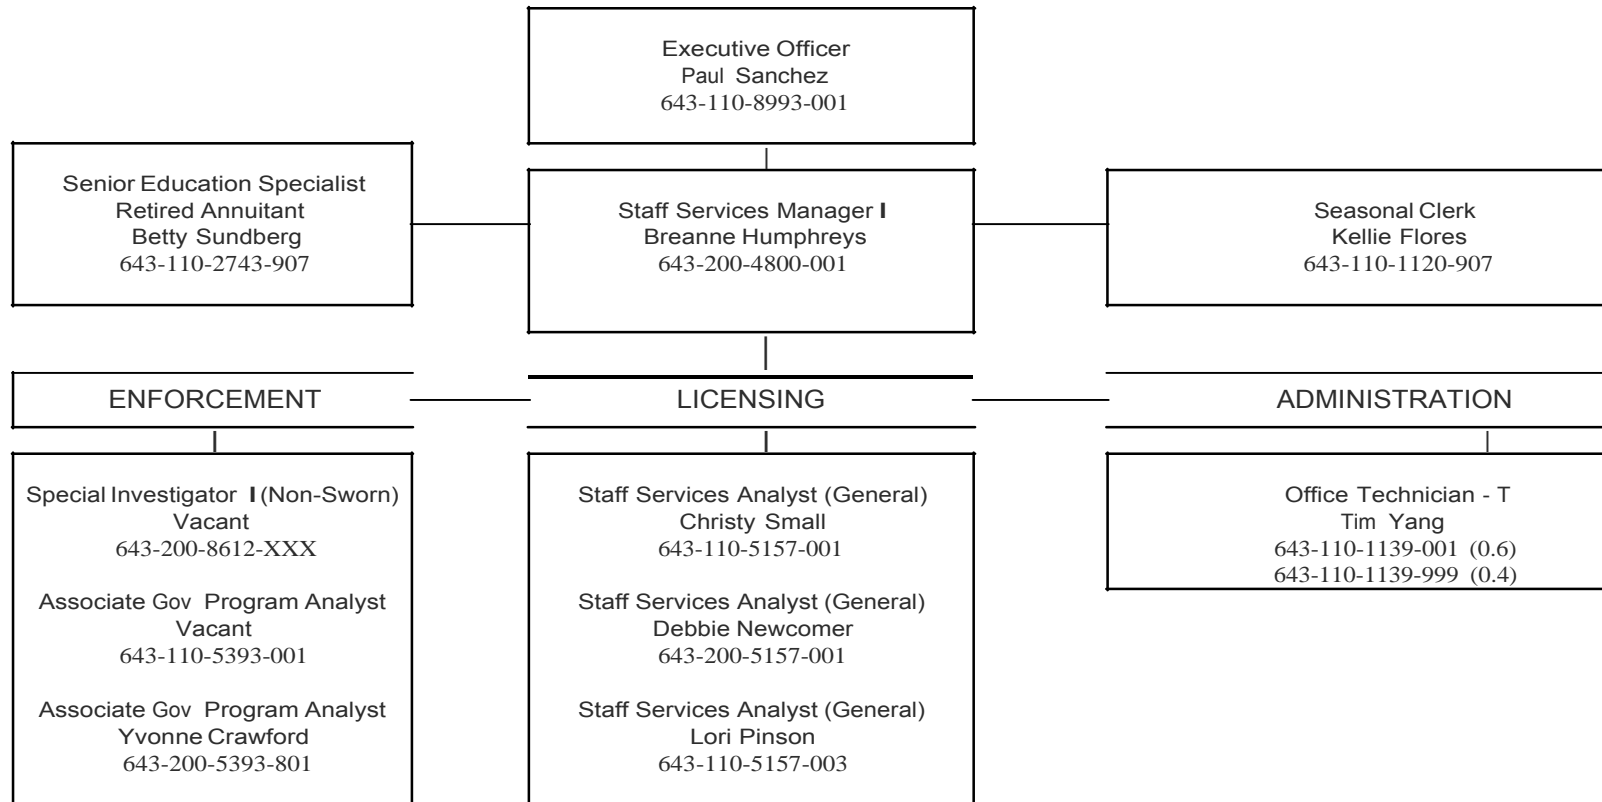 Executive Officer
Paul Sanchez
643-110-8993-001
Senior Education Specialist
Retired Annuitant
Betty Sundberg
643-110-2743-907
Staff Services Manager I
Breanne Humphreys
643-200-4800-001
Seasonal Clerk
Kellie Flores
643-110-1120-907
ENFORCEMENT
LICENSING
ADMINISTRATION
Special Investigator I (Non-Sworn)
Vacant
643-200-8612-XXX
Associate Gov Program Analyst
Vacant
643-110-5393-001
Associate Gov Program Analyst
Yvonne Crawford
643-200-5393-801
Staff Services Analyst (General)
Christy Small
643-110-5157-001
Staff Services Analyst (General)
Debbie Newcomer
643-200-5157-001
Staff Services Analyst (General)
Lori Pinson
643-110-5157-003
Office Technician - T
Tim Yang
643-110-1139-001 (0.6)
643-110-1139-999 (0.4)